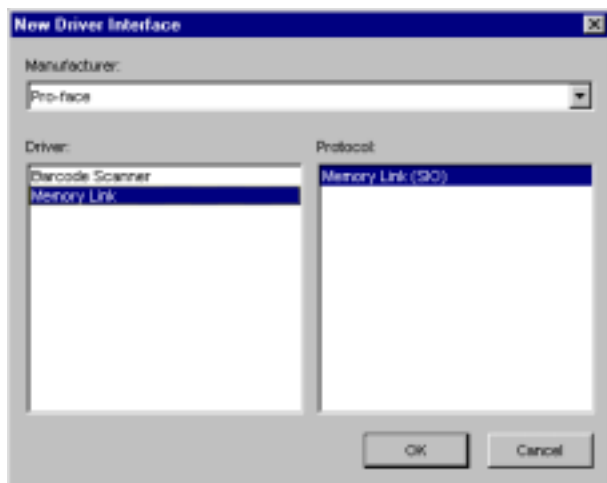 New Driver Interface
Manufacturer:
Pro-face
Driver:
Protocol:
Barcode Scanner
Memory Link
Memory Link (SIO)
OK
Cancel